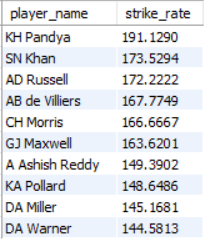 player_name strike_rate
KH Pandya 191.1290
SN Khan 173.5294
AD Russell 172.2222
AB de Villiers 167.7749
CH Morris 166.6667
GJ Maxwell 163.6201
A Ashish Reddy 149.3902
KA Pollard 148.6486
DA Miller 145.1681
DA Warner 144.5813